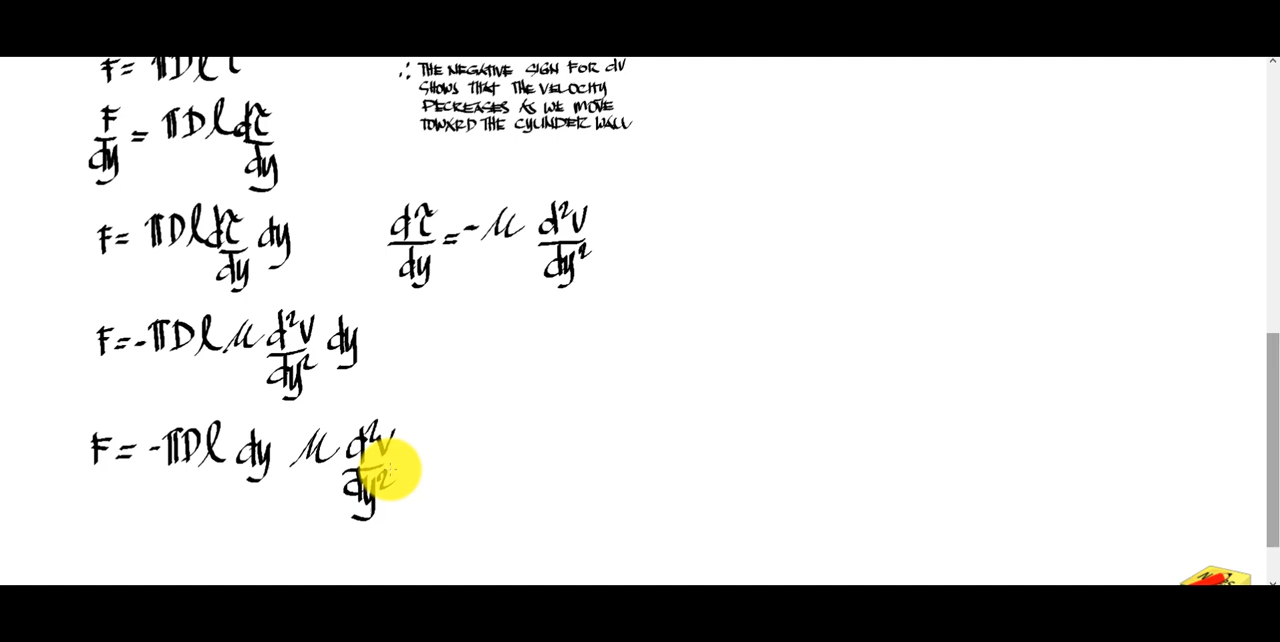 F = πDlτ
∴ THE NEGATIVE SIGN FOR dV
SHOWS THAT THE VELOCITY
DECREASES AS WE MOVE
TOWARD THE CYLINDER WALL
F/dy = πDl dτ/dy
F = πDl dτ/dy dy
dτ/dy = -μ d²V/dy²
F = -πDlμ d²V/dy² dy
F = -πDl dy μ d²V/dy²